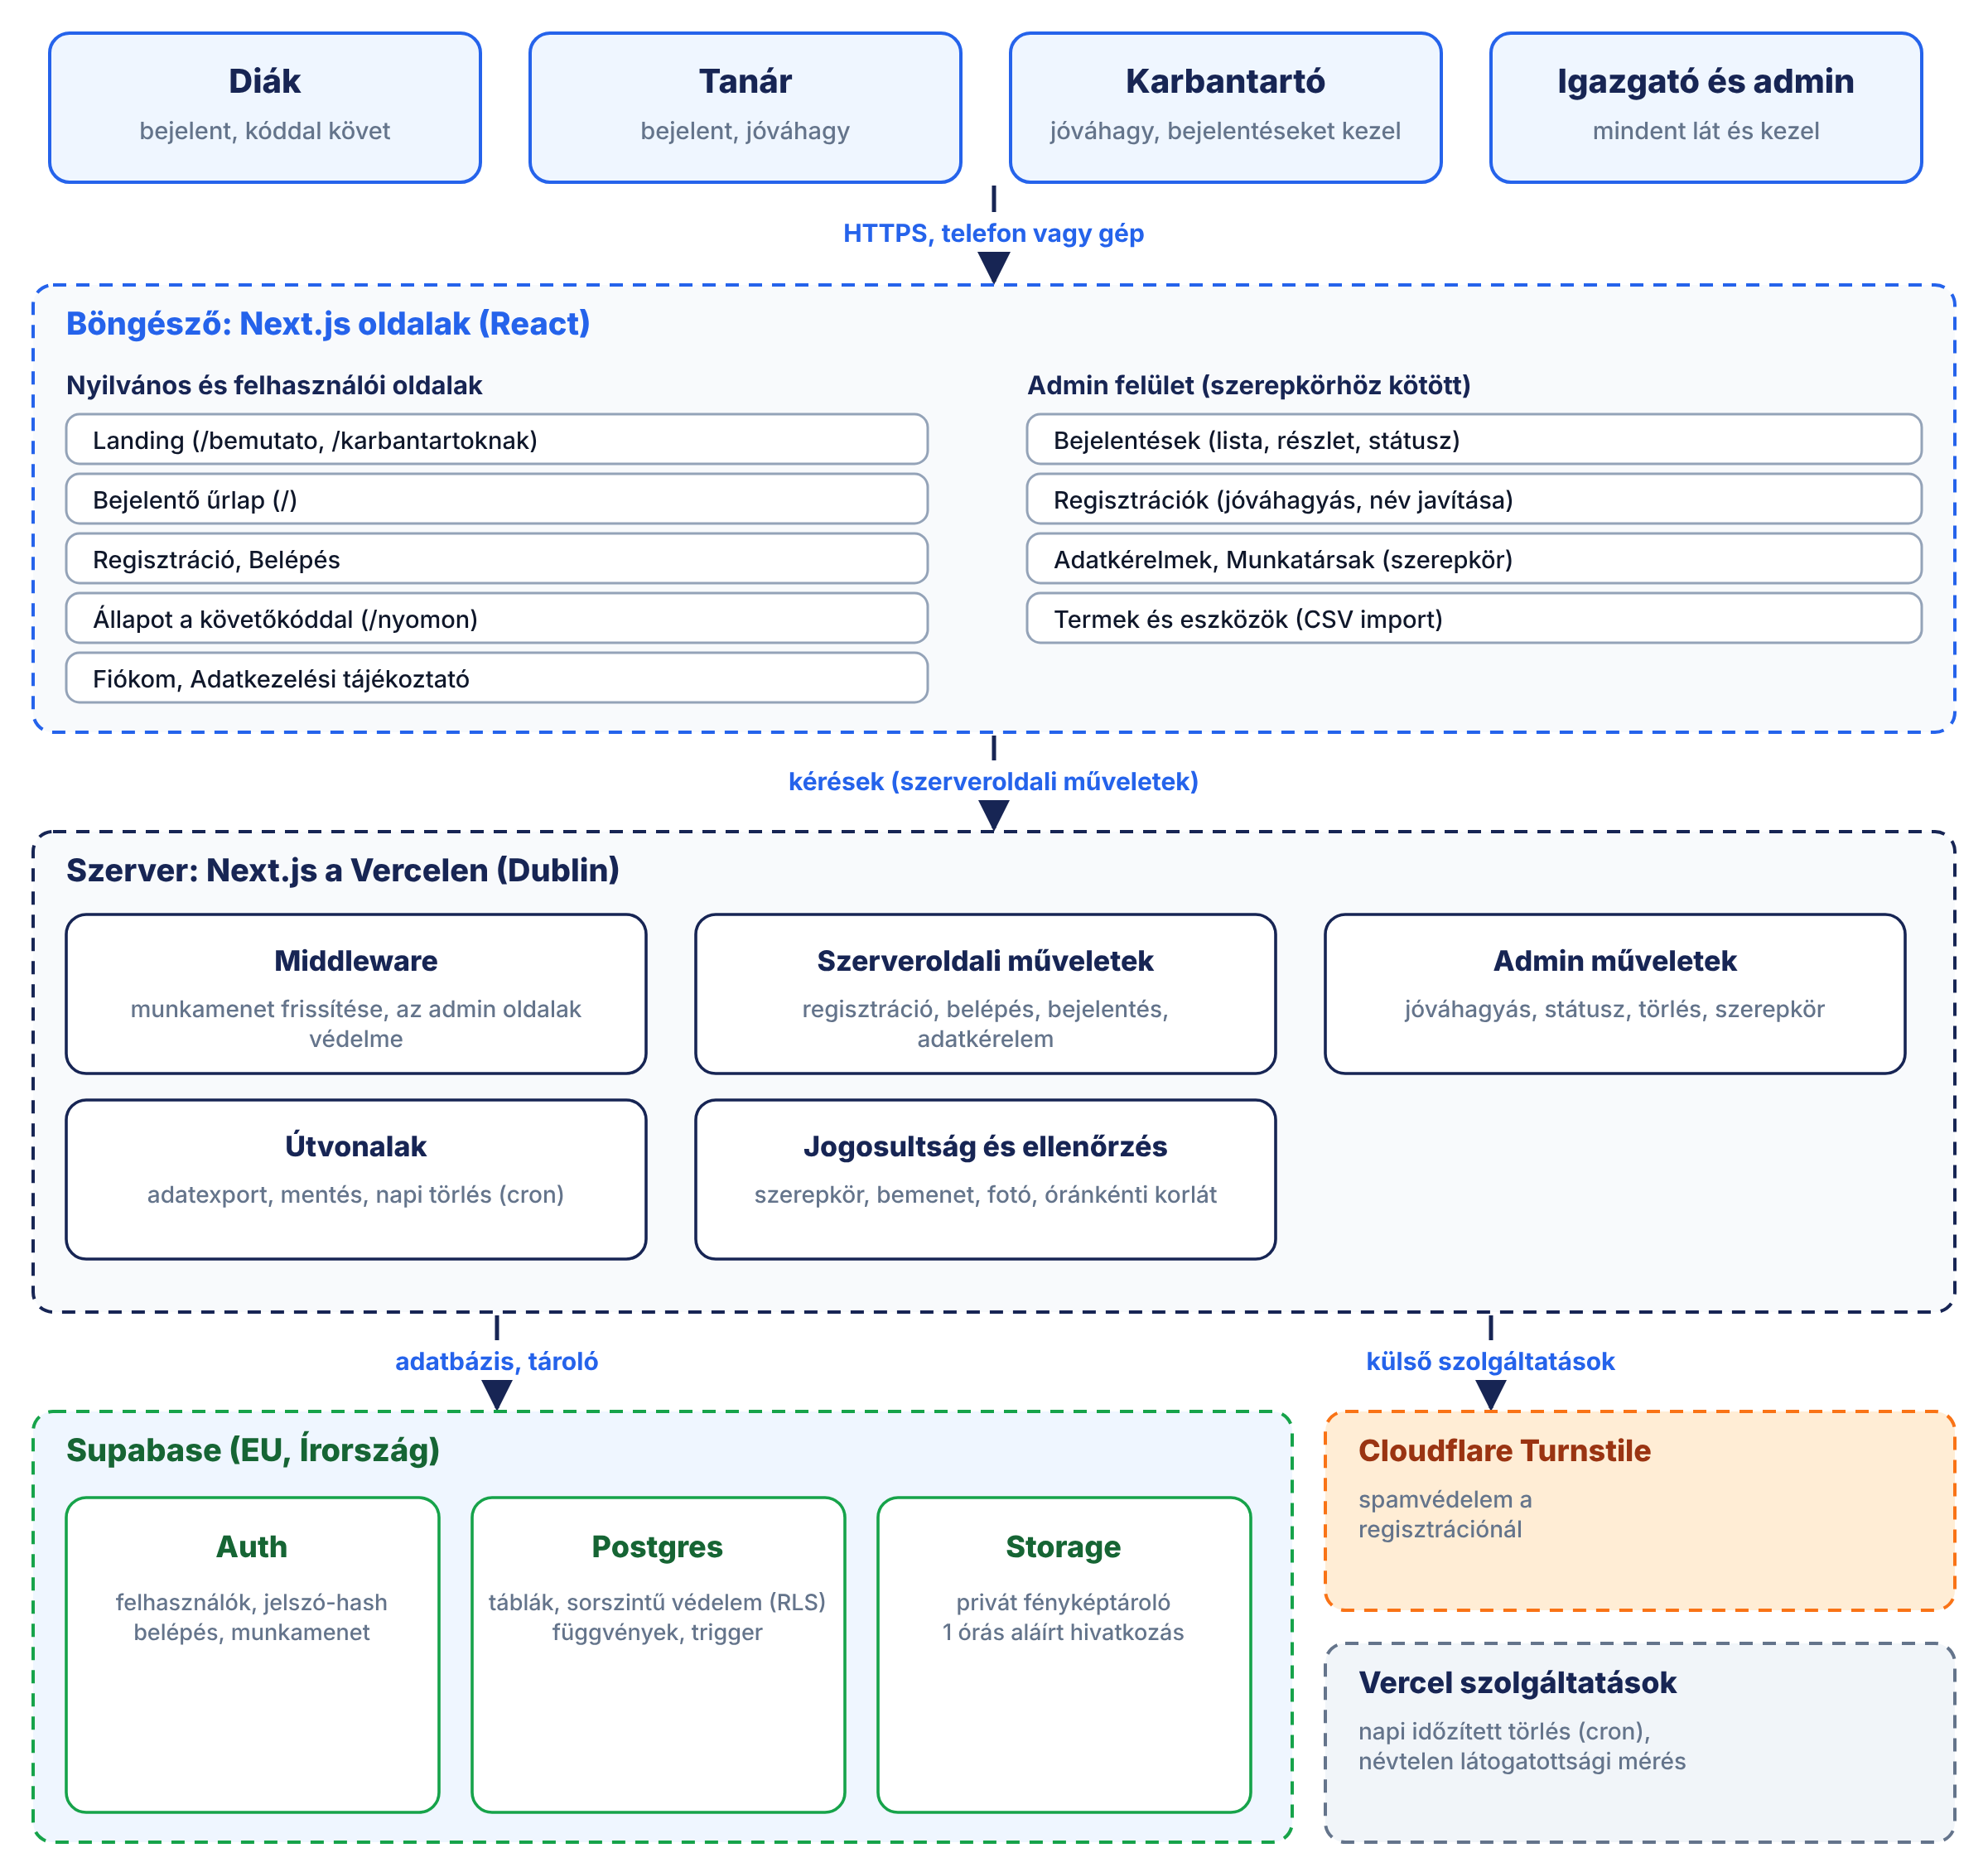 Diák
bejelent, kóddal követ
Tanár
bejelent, jóváhagy
Karbantartó
jóváhagy, bejelentéseket kezel
Igazgató és admin
mindent lát és kezel
HTTPS, telefon vagy gép
Böngésző: Next.js oldalak (React)
Nyilvános és felhasználói oldalak
Landing (/bemutato, /karbantartoknak)
Bejelentő űrlap (/)
Regisztráció, Belépés
Állapot a követőkóddal (/nyomon)
Fiókom, Adatkezelési tájékoztató
Admin felület (szerepkörhöz kötött)
Bejelentések (lista, részlet, státusz)
Regisztrációk (jóváhagyás, név javítása)
Adatkérelmek, Munkatársak (szerepkör)
Termek és eszközök (CSV import)
kérések (szerveroldali műveletek)
Szerver: Next.js a Vercelen (Dublin)
Middleware
munkamenet frissítése, az admin oldalak
védelme
Szerveroldali műveletek
regisztráció, belépés, bejelentés,
adatkérelem
Admin műveletek
jóváhagyás, státusz, törlés, szerepkör
Útvonalak
adatexport, mentés, napi törlés (cron)
Jogosultság és ellenőrzés
szerepkör, bemenet, fotó, óránkénti korlát
adatbázis, tároló
külső szolgáltatások
Supabase (EU, Írország)
Auth
felhasználók, jelszó-hash
belépés, munkamenet
Postgres
táblák, sorszintű védelem (RLS)
függvények, trigger
Storage
privát fényképtároló
1 órás aláírt hivatkozás
Cloudflare Turnstile
spamvédelem a
regisztrációnál
Vercel szolgáltatások
napi időzített törlés (cron),
névtelen látogatottsági mérés